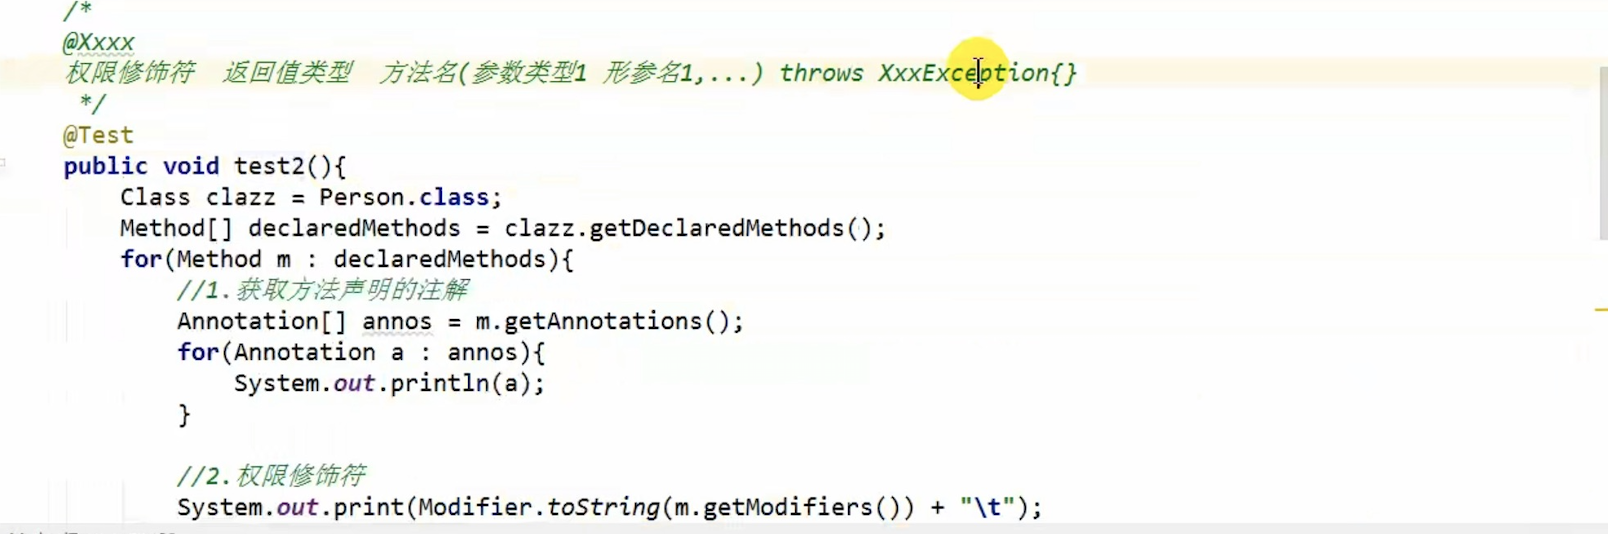 /*
@Xxxx
权限修饰符  返回值类型  方法名(参数类型1 形参名1,...) throws XxxException{}
 */
@Test
public void test2(){
    Class clazz = Person.class;
    Method[] declaredMethods = clazz.getDeclaredMethods();
    for(Method m : declaredMethods){
        //1.获取方法声明的注解
        Annotation[] annos = m.getAnnotations();
        for(Annotation a : annos){
            System.out.println(a);
        }
        //2.权限修饰符
        System.out.print(Modifier.toString(m.getModifiers()) + "\t");